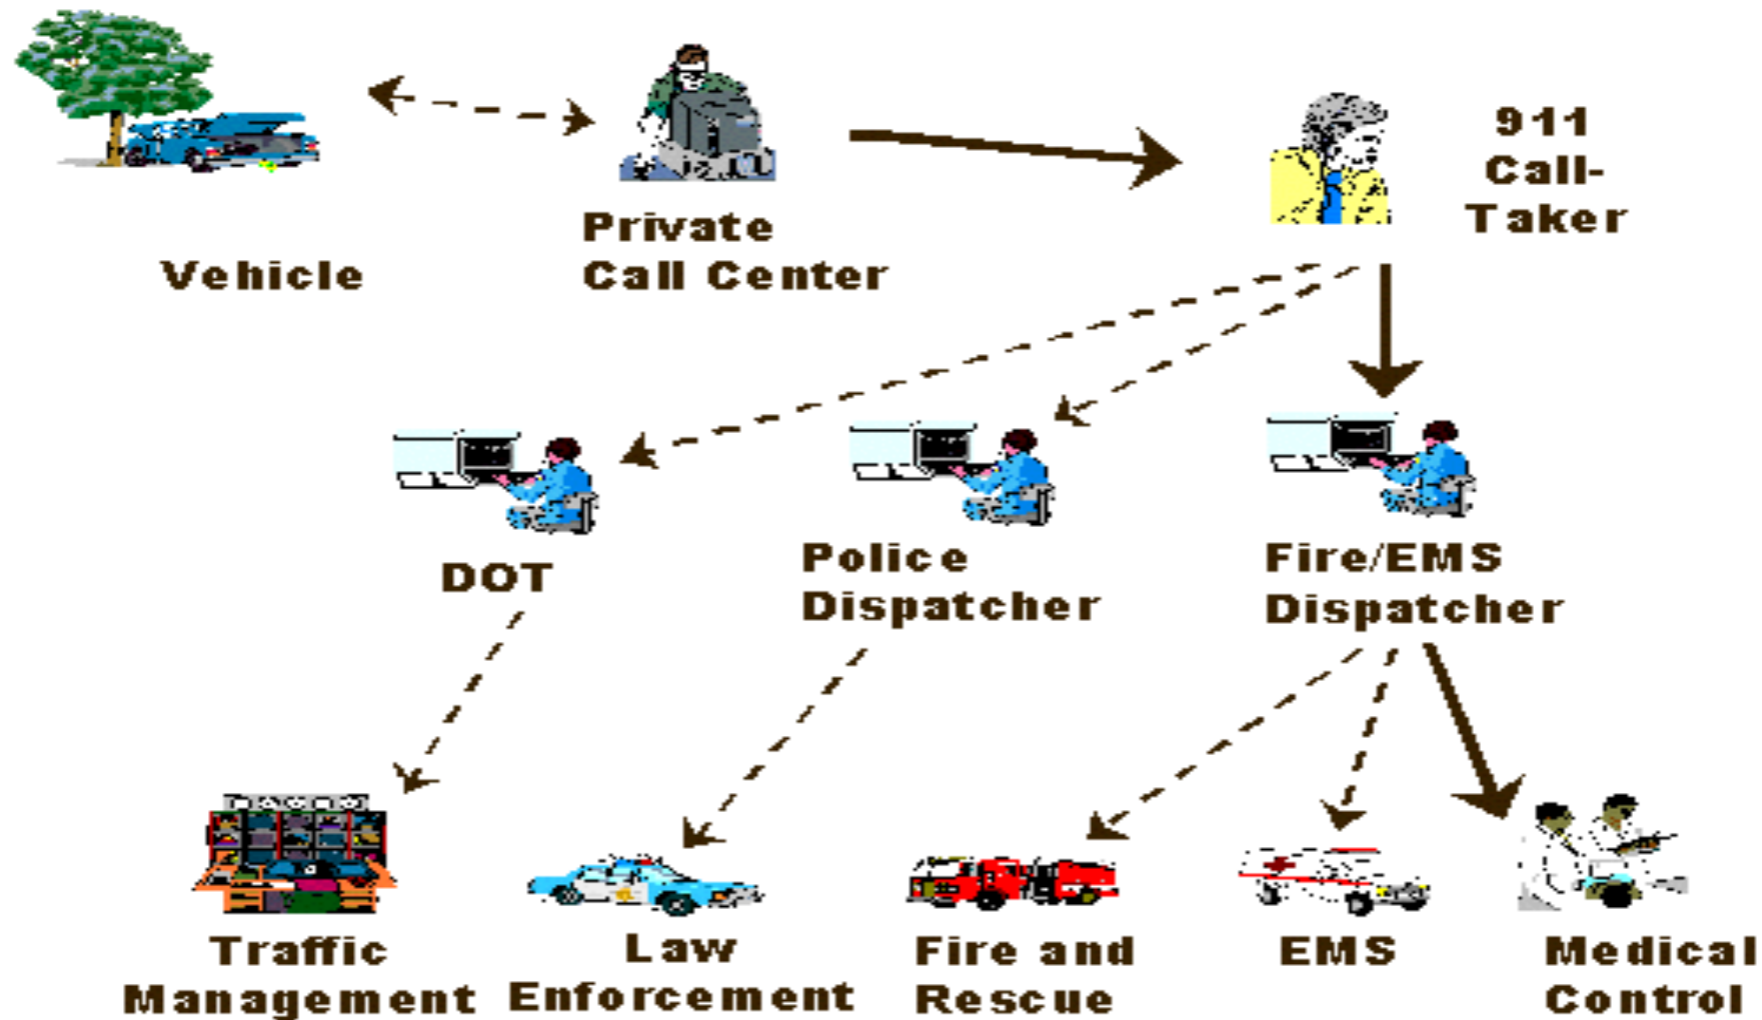 911
Call-
Taker
Private
Call Center
Vehicle
DOT
Police
Dispatcher
Fire/EMS
Dispatcher
Traffic
Management
Law
Enforcement
Fire and
Rescue
EMS
Medical
Control